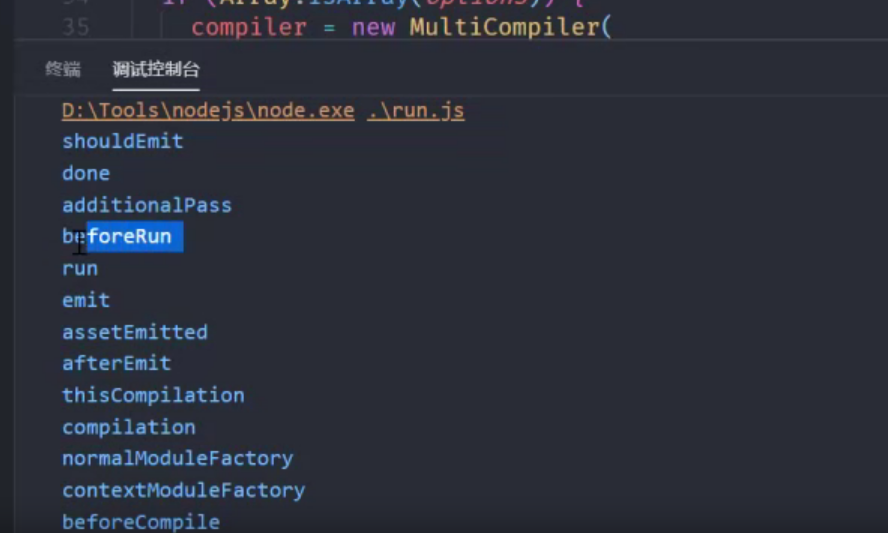 34 if (Array.isArray(options)) {
35 compiler = new MultiCompiler(
终端 调试控制台
D:\Tools\nodejs\node.exe .\run.js
shouldEmit
done
additionalPass
beforeRun
run
emit
assetEmitted
afterEmit
thisCompilation
compilation
normalModuleFactory
contextModuleFactory
beforeCompile